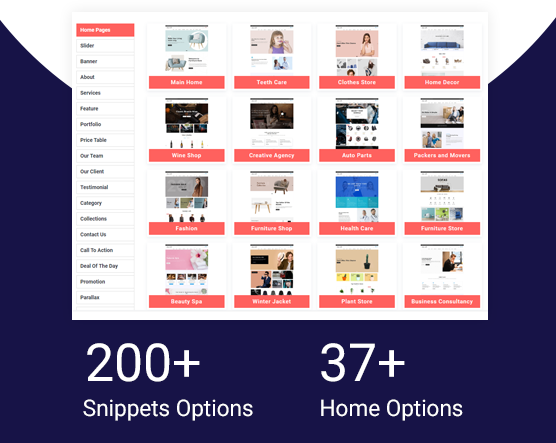 Home Pages
Slider
Banner
About
Services
Feature
Portfolio
Price Table
Our Team
Our Client
Testimonial
Category
Collections
Contact Us
Call To Action
Deal Of The Day
Promotion
Parallax
Main Home
Teeth Care
Clothes Store
Home Decor
Wine Shop
Creative Agency
Auto Parts
Packers and Movers
Fashion
Furniture Shop
Health Care
Furniture Store
Beauty Spa
Winter Jacket
Plant Store
Business Consultancy
200+
Snippets Options
37+
Home Options